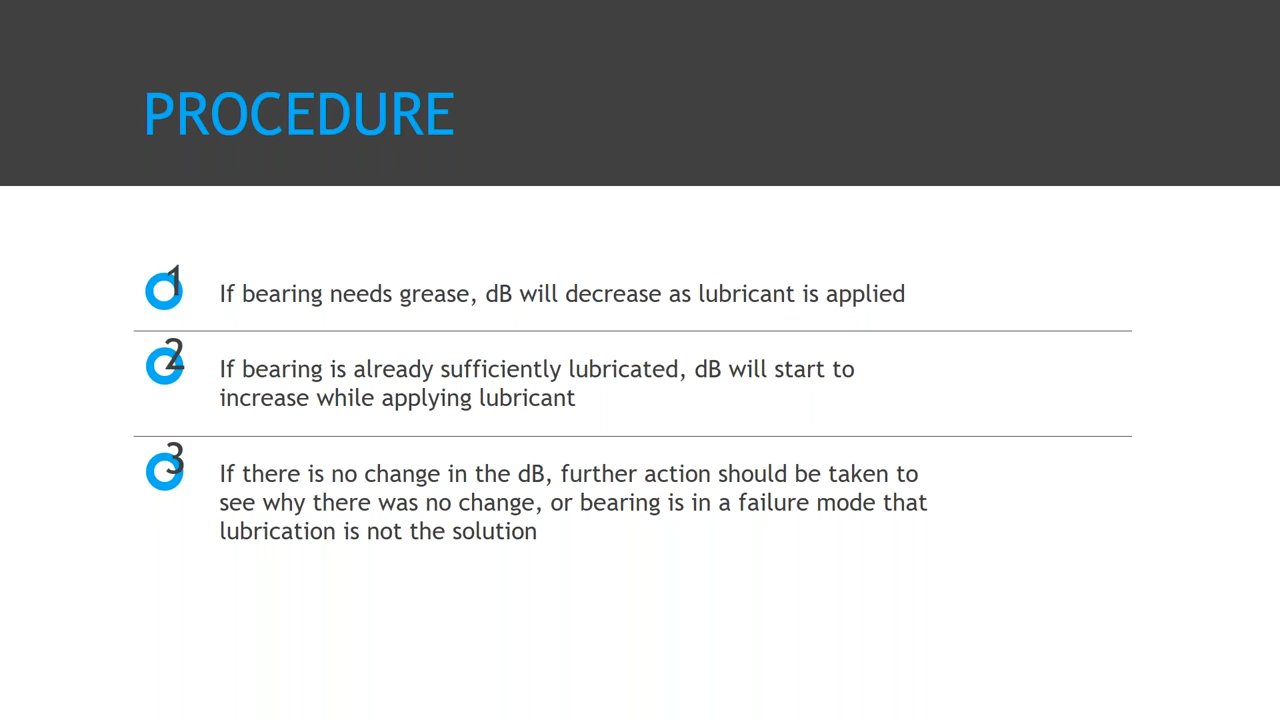 PROCEDURE
1
If bearing needs grease, dB will decrease as lubricant is applied
2
If bearing is already sufficiently lubricated, dB will start to
increase while applying lubricant
3
If there is no change in the dB, further action should be taken to
see why there was no change, or bearing is in a failure mode that
lubrication is not the solution